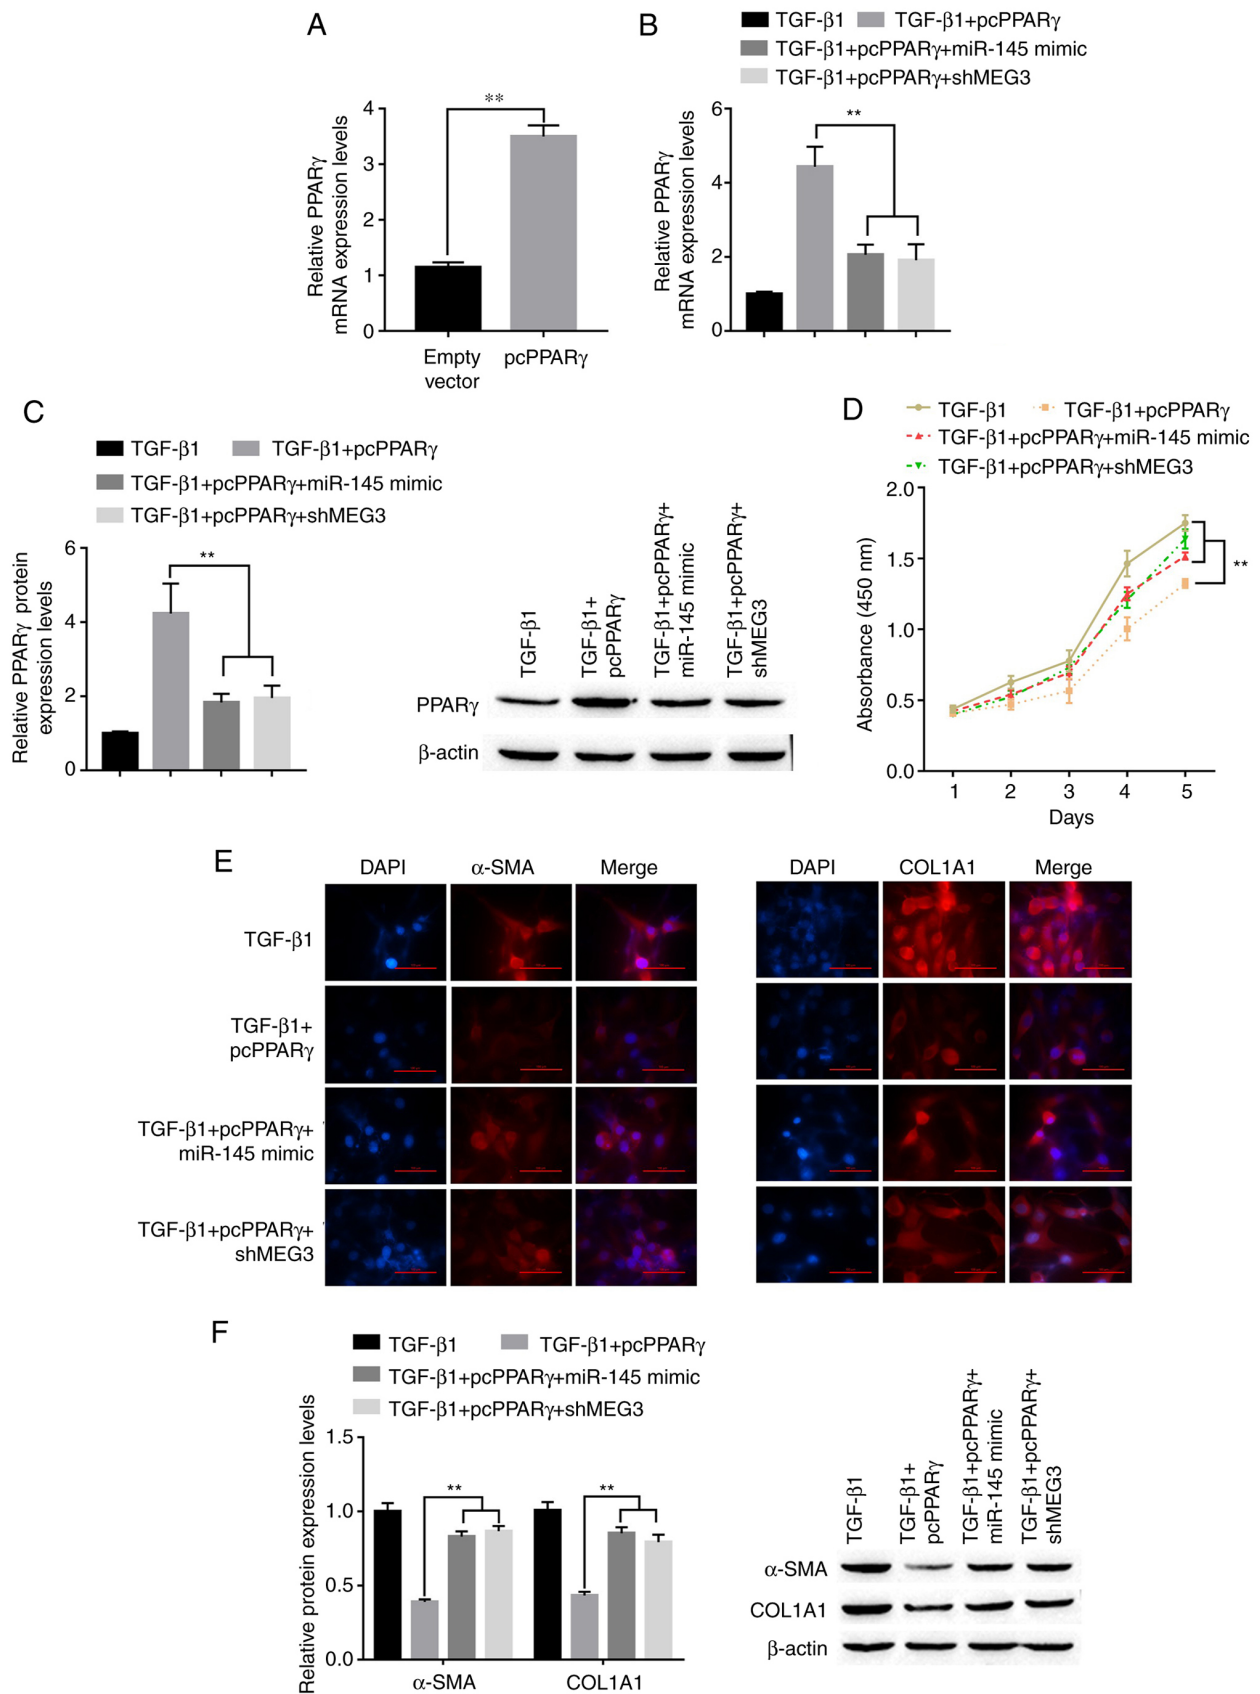 A
Relative PPARγ
mRNA expression levels
4
3
2
1
0
**
Empty
vector
pcPPARγ
B
TGF-β1
TGF-β1+pcPPARγ
TGF-β1+pcPPARγ+miR-145 mimic
TGF-β1+pcPPARγ+shMEG3
Relative PPARγ
mRNA expression levels
6
4
2
0
**
C
TGF-β1
TGF-β1+pcPPARγ
TGF-β1+pcPPARγ+miR-145 mimic
TGF-β1+pcPPARγ+shMEG3
Relative PPARγ protein
expression levels
6
4
2
0
**
TGF-β1
TGF-β1+
pcPPARγ
TGF-β1+pcPPARγ+
miR-145 mimic
TGF-β1+pcPPARγ+
shMEG3
PPARγ
β-actin
D
TGF-β1
TGF-β1+pcPPARγ
TGF-β1+pcPPARγ+miR-145 mimic
TGF-β1+pcPPARγ+shMEG3
Absorbance (450 nm)
2.0
1.5
1.0
0.5
0.0
**
1 2 3 4 5
Days
E
DAPI α-SMA Merge
DAPI COL1A1 Merge
TGF-β1
TGF-β1+
pcPPARγ
TGF-β1+pcPPARγ+
miR-145 mimic
TGF-β1+pcPPARγ+
shMEG3
F
TGF-β1
TGF-β1+pcPPARγ
TGF-β1+pcPPARγ+miR-145 mimic
TGF-β1+pcPPARγ+shMEG3
Relative protein expression levels
1.5
1.0
0.5
0.0
**
**
α-SMA
COL1A1
TGF-β1
TGF-β1+
pcPPARγ
TGF-β1+pcPPARγ+
miR-145 mimic
TGF-β1+pcPPARγ+
shMEG3
α-SMA
COL1A1
β-actin